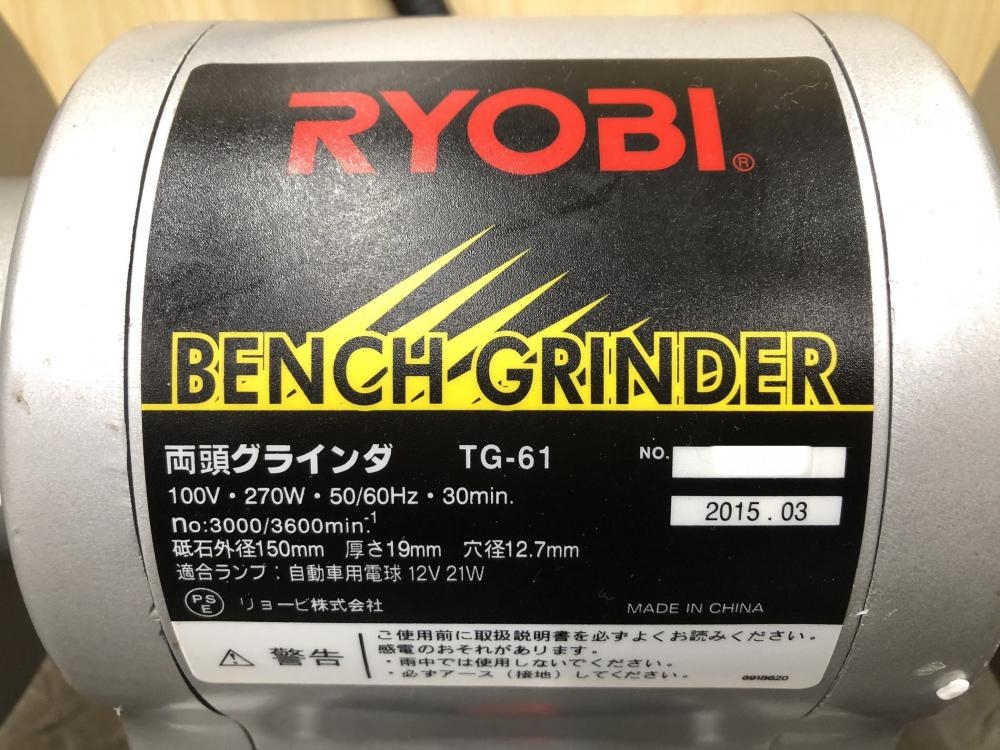 RYOBI®
BENCH GRINDER
両頭グラインダ TG-61 NO.
100V・270W・50/60Hz・30min. 2015.03
no:3000/3600min.-1
砥石外径150mm 厚さ19mm 穴径12.7mm
適合ランプ：自動車用電球 12V 21W
PSE リョービ株式会社 MADE IN CHINA
警告
ご使用前に取扱説明書を必ずよくお読みください。
感電のおそれがあります。
・雨中では使用しないでください。
・必ずアース（接地）してください。
6918620